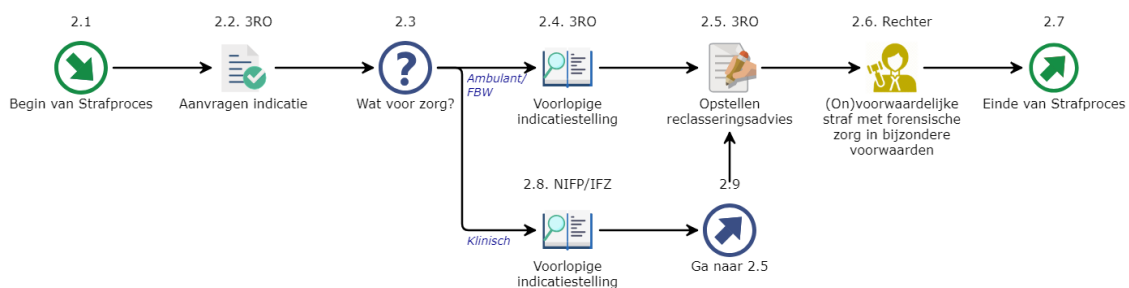 2.1
2.2. 3RO
2.3
2.4. 3RO
2.5. 3RO
2.6. Rechter
2.7
Begin van Strafproces
Aanvragen indicatie
Wat voor zorg?
Ambulant/
FBW
Voorlopige
indicatiestelling
Opstellen
reclasseringsadvies
(On)voorwaardelijke
straf met forensische
zorg in bijzondere
voorwaarden
Einde van Strafproces
2.8. NIFP/IFZ
2.9
Klinisch
Voorlopige
indicatiestelling
Ga naar 2.5